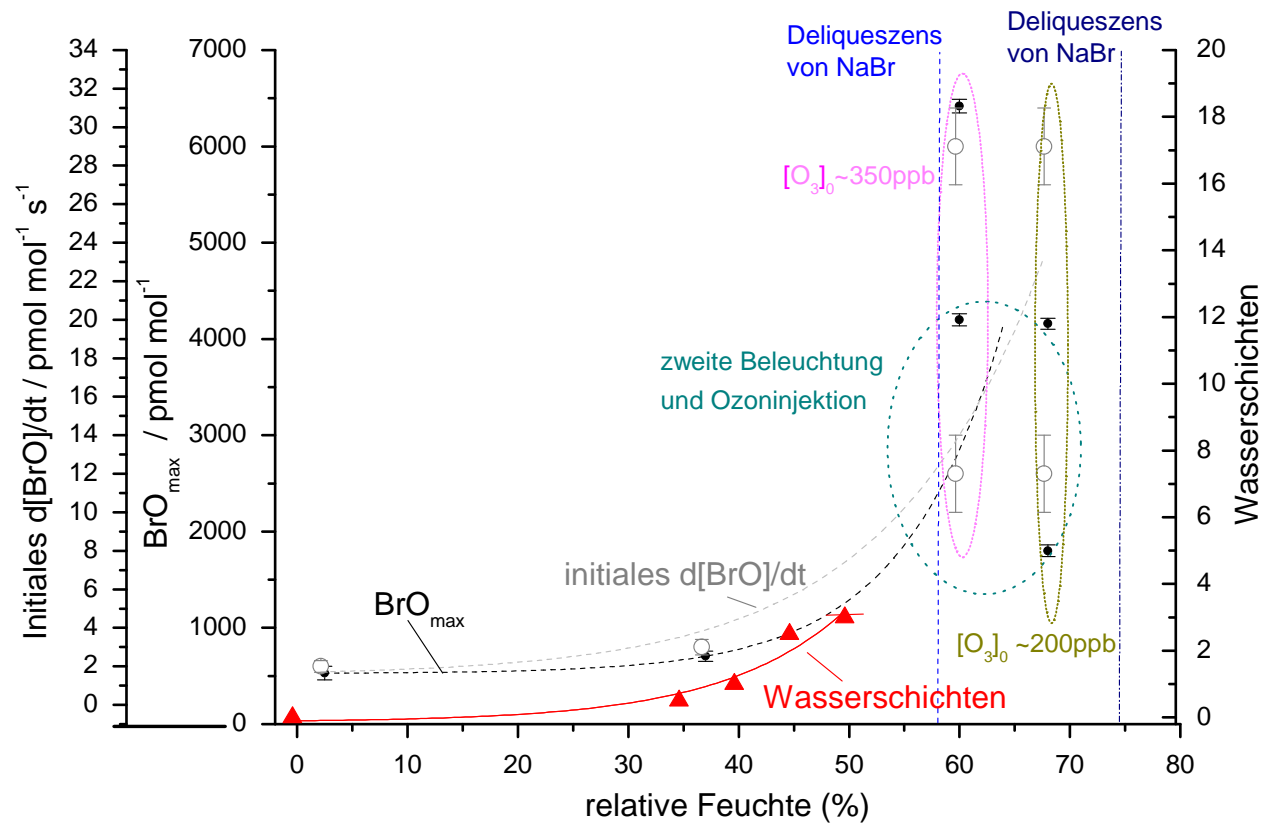 Initiales d[BrO]/dt / pmol mol⁻¹ s⁻¹
34
32
30
28
26
24
22
20
18
16
14
12
10
8
6
4
2
0
BrO_max / pmol mol⁻¹
7000
6000
5000
4000
3000
2000
1000
0
Deliqueszens
von NaBr
Deliqueszens
von NaBr
[O₃]₀~350ppb
zweite Beleuchtung
und Ozoninjektion
initiales d[BrO]/dt
BrO_max
[O₃]₀ ~200ppb
Wasserschichten
20
18
16
14
12
10
8
6
4
2
0
Wasserschichten
0 10 20 30 40 50 60 70 80
relative Feuchte (%)